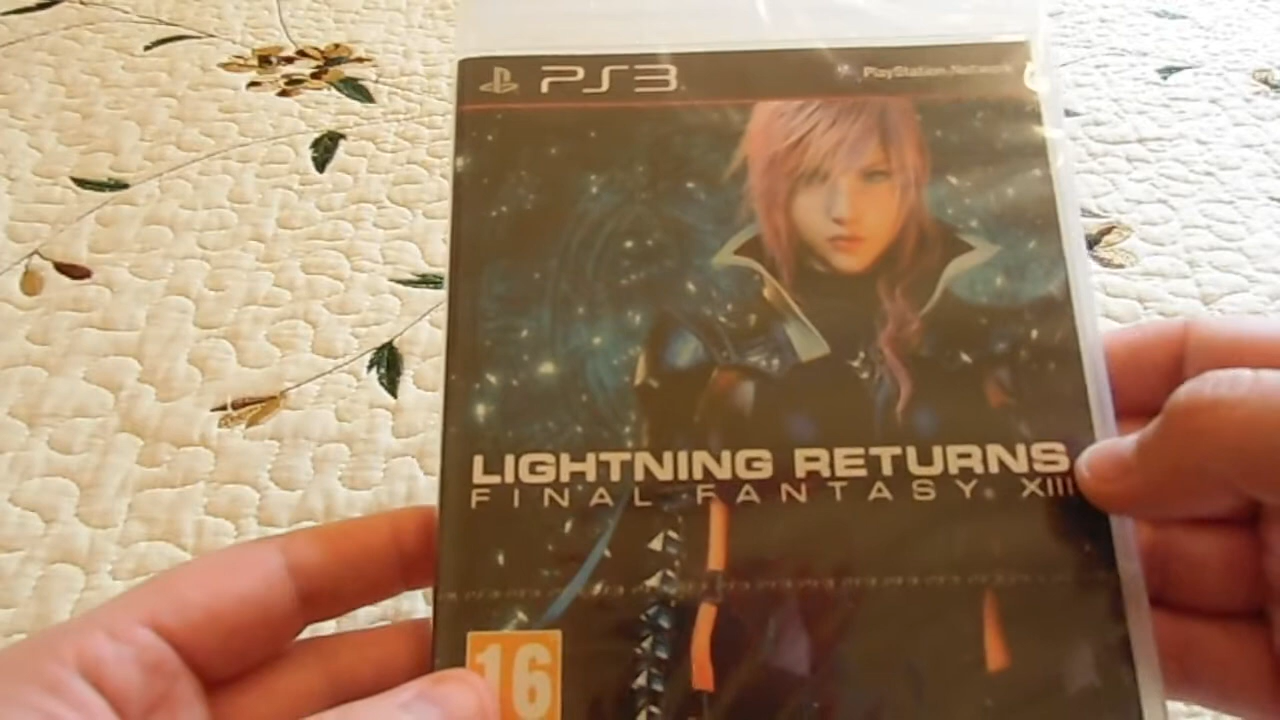 PS3
PlayStation Network
LIGHTNING RETURNS
FINAL FANTASY XIII
16